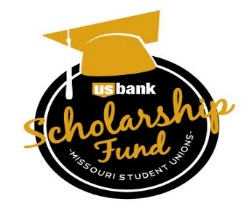 usbank
Scholarship
Fund
-MISSOURI STUDENT UNIONS-